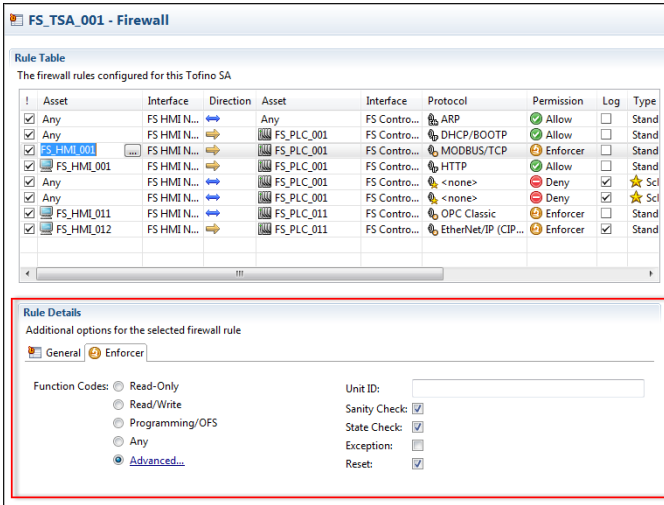 FS_TSA_001 - Firewall
Rule Table
The firewall rules configured for this Tofino SA
! Asset Interface Direction Asset Interface Protocol Permission Log Type
Any FS HMI N... Any FS Contro... ARP Allow Stand
Any FS HMI N... FS_PLC_001 FS Contro... DHCP/BOOTP Allow Stand
FS_HMI_001 ... FS HMI N... FS_PLC_001 FS Contro... MODBUS/TCP Enforcer Stand
FS_HMI_001 FS HMI N... FS_PLC_001 FS Contro... HTTP Allow Stand
Any FS HMI N... FS_PLC_001 FS Contro... <none> Deny Scl
Any FS HMI N... FS_PLC_011 FS Contro... <none> Deny Scl
FS_HMI_011 FS HMI N... FS_PLC_011 FS Contro... OPC Classic Enforcer Stand
FS_HMI_012 FS HMI N... FS_PLC_011 FS Contro... EtherNet/IP (CIP... Enforcer Stand
Rule Details
Additional options for the selected firewall rule
General Enforcer
Function Codes: Read-Only Unit ID:
Read/Write Sanity Check:
Programming/OFS State Check:
Any Exception:
Advanced... Reset: